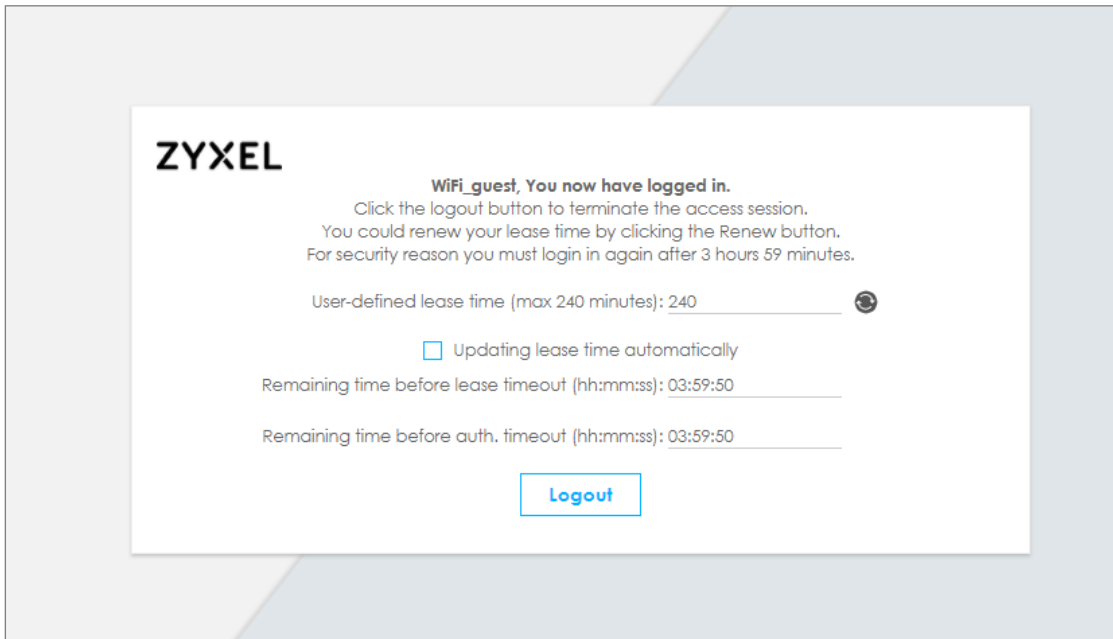 ZYXEL
WiFi_guest, You now have logged in.
Click the logout button to terminate the access session.
You could renew your lease time by clicking the Renew button.
For security reason you must login in again after 3 hours 59 minutes.
User-defined lease time (max 240 minutes): 240
Updating lease time automatically
Remaining time before lease timeout (hh:mm:ss): 03:59:50
Remaining time before auth. timeout (hh:mm:ss): 03:59:50
Logout